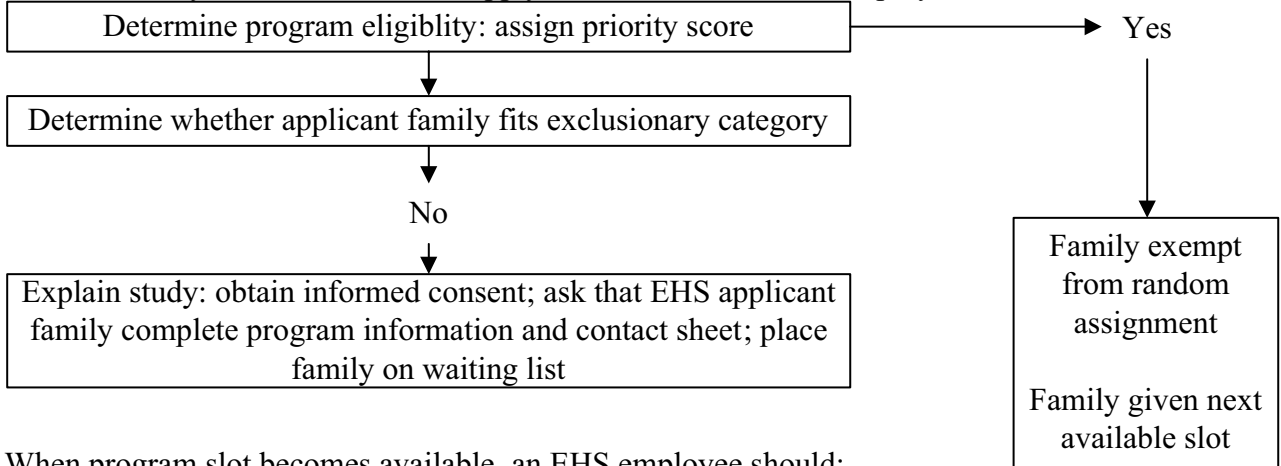 Determine program eligiblity: assign priority score
Yes
Determine whether applicant family fits exclusionary category
No
Explain study: obtain informed consent; ask that EHS applicant
family complete program information and contact sheet; place
family on waiting list
Family exempt
from random
assignment
Family given next
available slot
When program slot becomes available, an EHS employee should: